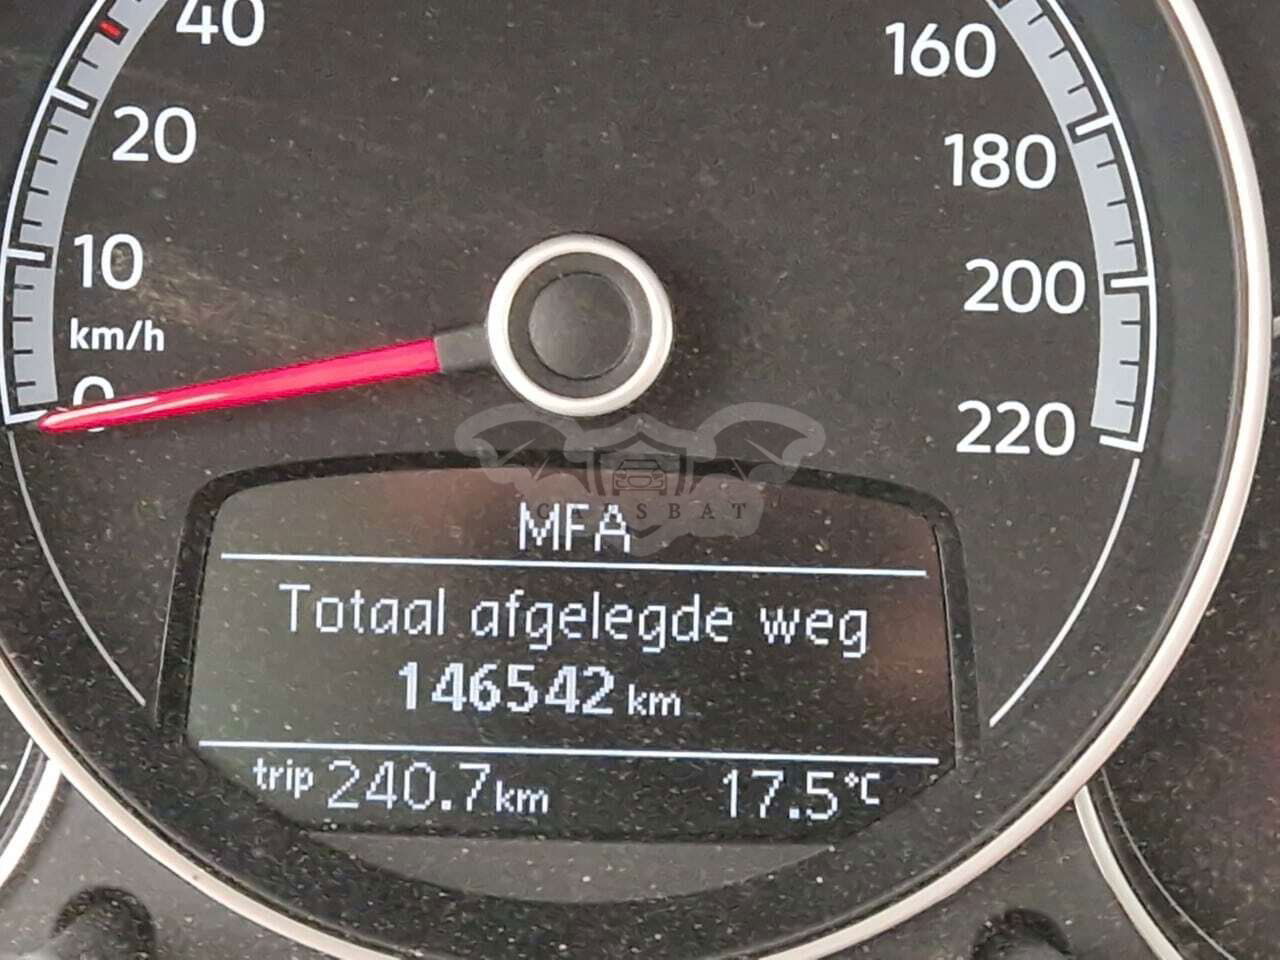 40
20
10
km/h
0
160
180
200
220
CARSBAT
MFA
Totaal afgelegde weg
146542 km
trip 240.7 km 17.5°C